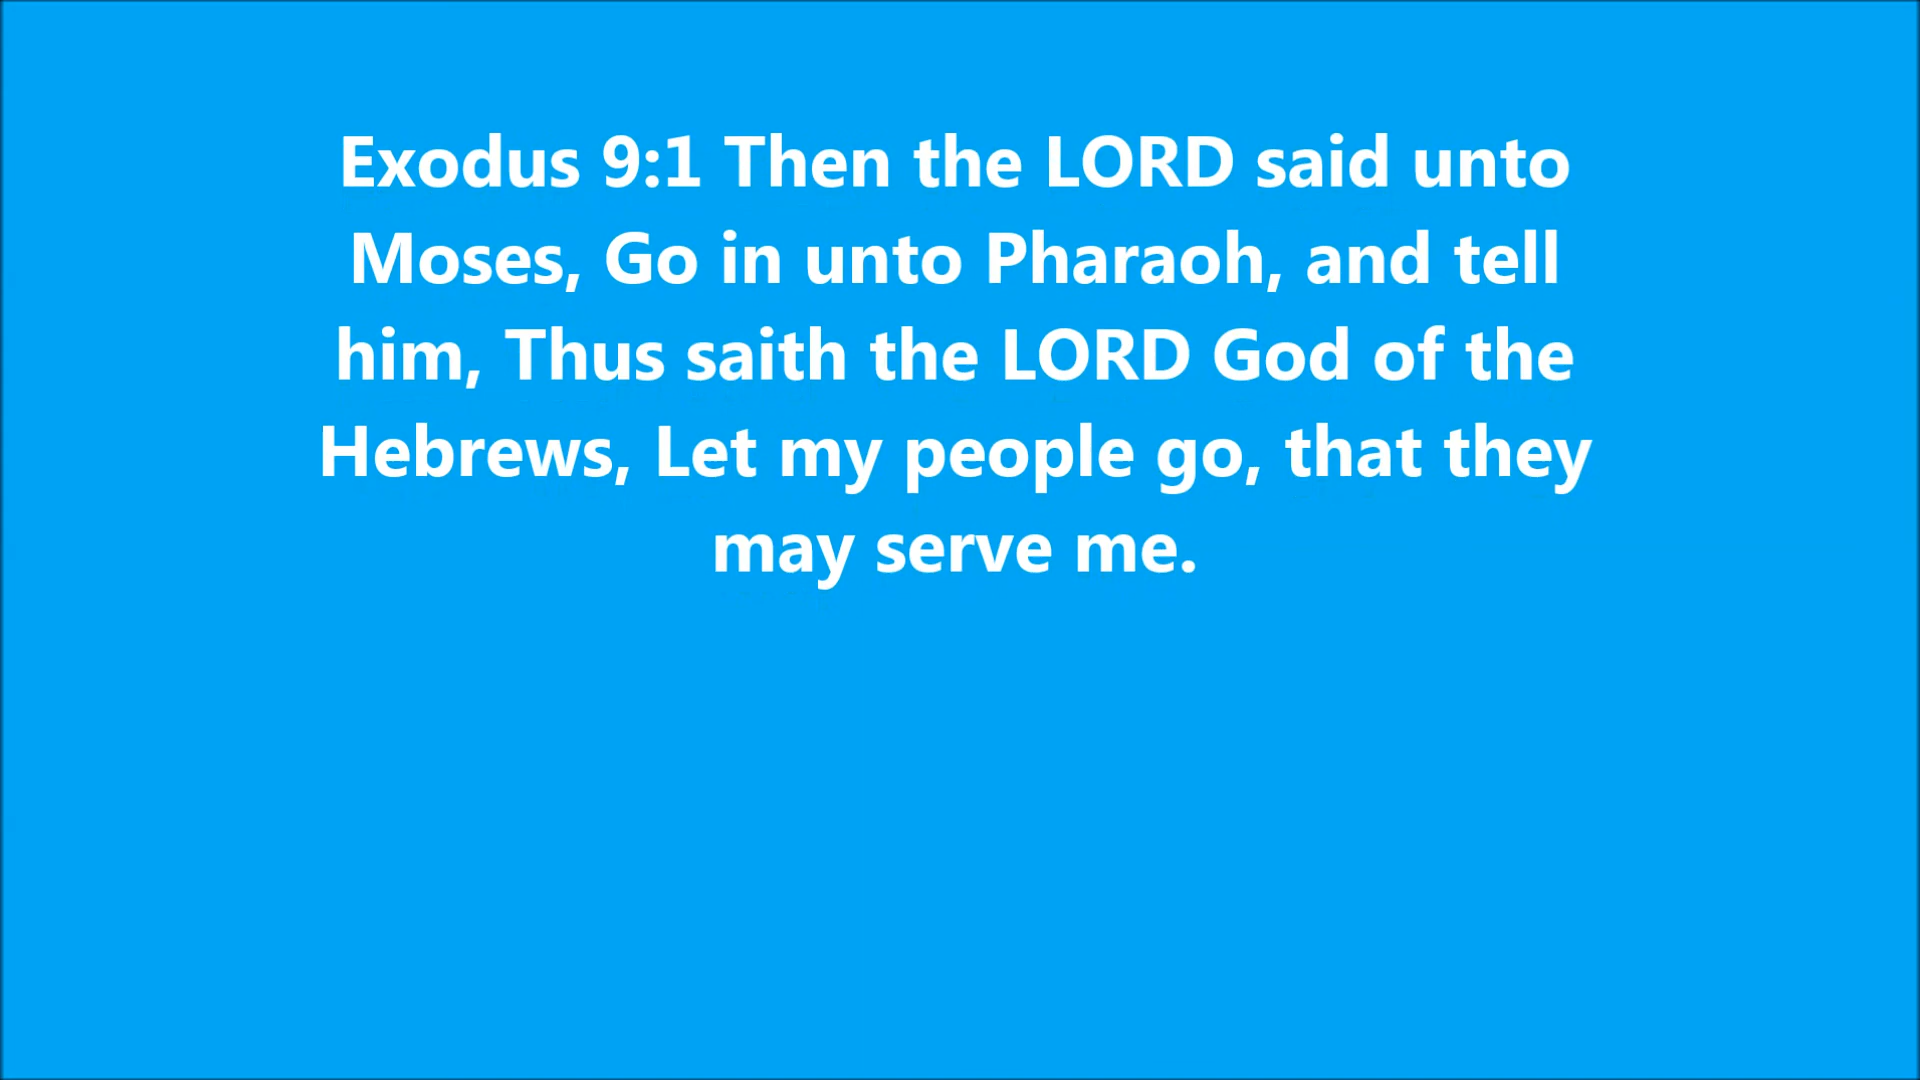 Exodus 9:1 Then the LORD said unto
Moses, Go in unto Pharaoh, and tell
him, Thus saith the LORD God of the
Hebrews, Let my people go, that they
may serve me.